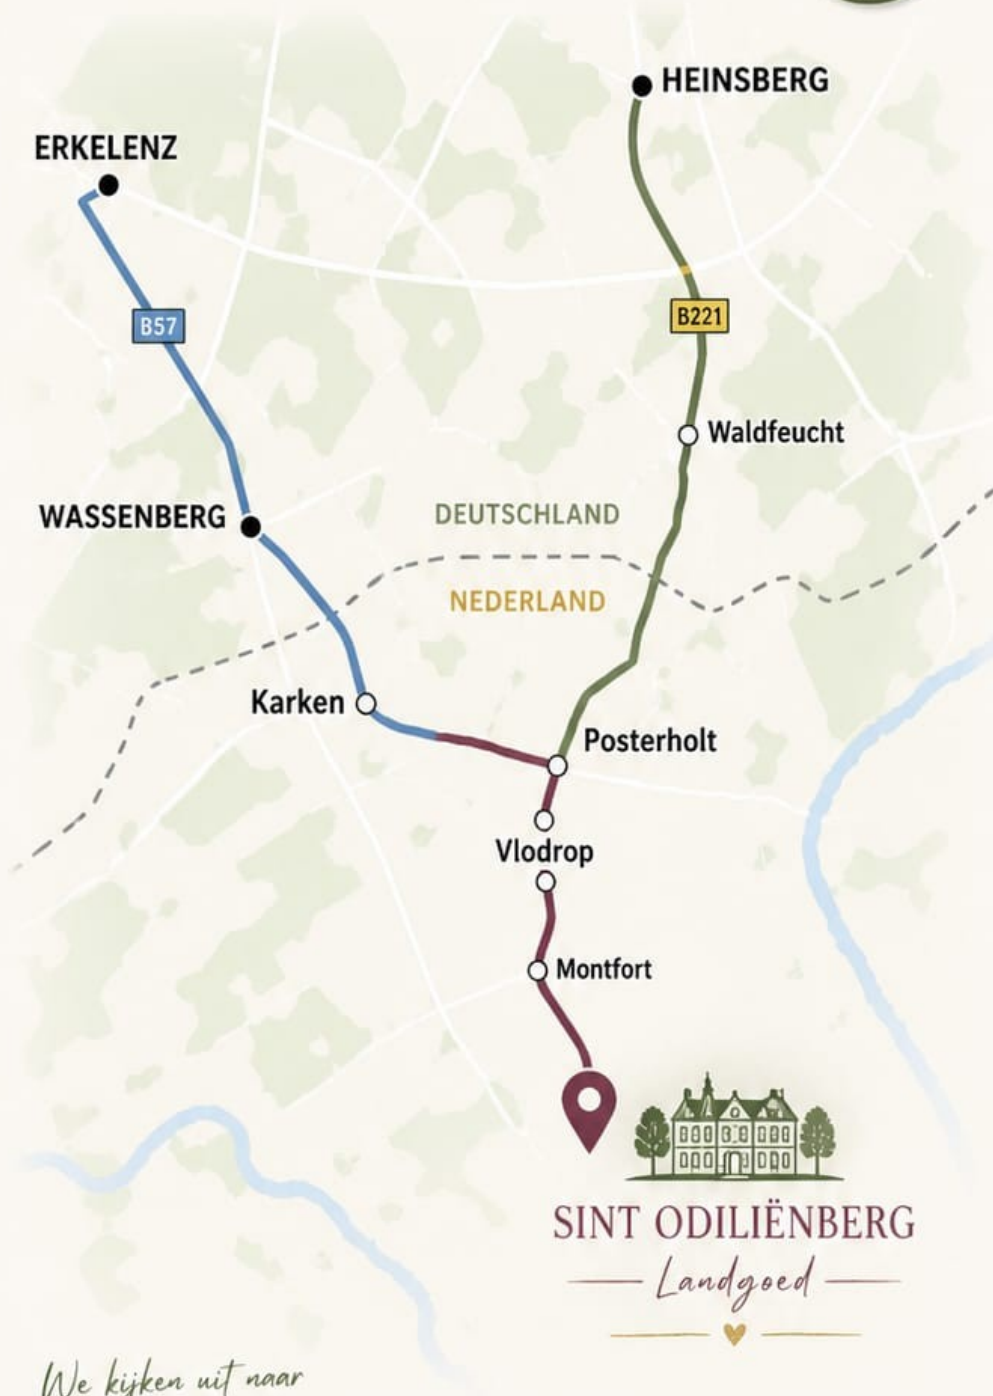 HEINSBERG
ERKELENZ
B57
B221
Waldfeucht
WASSENBERG
DEUTSCHLAND
NEDERLAND
Karken
Posterholt
Vlodrop
Montfort
SINT ODILIËNBERG
Landgoed
We kijken uit naar